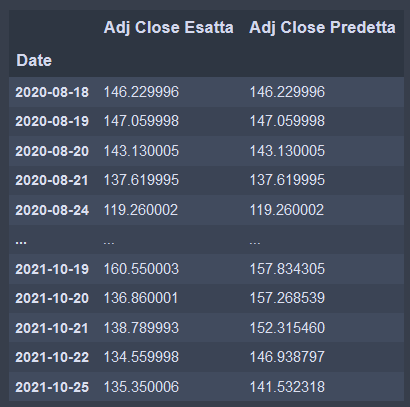 Adj Close Esatta Adj Close Predetta
Date
2020-08-18 146.229996 146.229996
2020-08-19 147.059998 147.059998
2020-08-20 143.130005 143.130005
2020-08-21 137.619995 137.619995
2020-08-24 119.260002 119.260002
... ... ...
2021-10-19 160.550003 157.834305
2021-10-20 136.860001 157.268539
2021-10-21 138.789993 152.315460
2021-10-22 134.559998 146.938797
2021-10-25 135.350006 141.532318